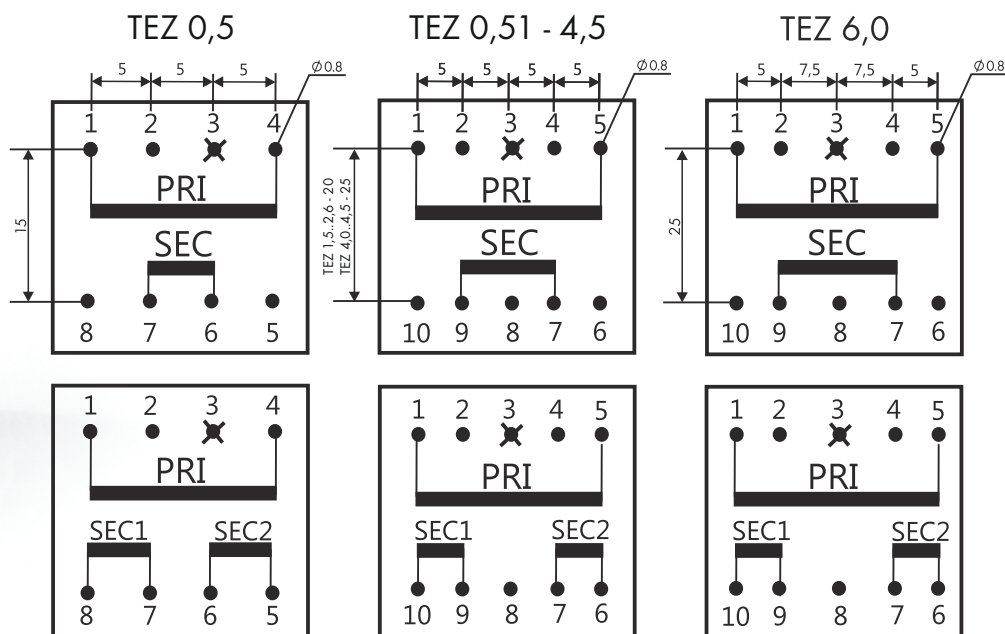 TEZ 0,5 TEZ 0,51 - 4,5 TEZ 6,0
5 5 5 Ø0.8 5 5 5 5 Ø0.8 5 7,5 7,5 5 Ø0.8
1 2 3 4 1 2 3 4 5 1 2 3 4 5
PRI PRI PRI
15 TEZ 1,5..2,6 - 20 25
TEZ 4,0..4,5 - 25
SEC SEC SEC
8 7 6 5 10 9 8 7 6 10 9 8 7 6
1 2 3 4 1 2 3 4 5 1 2 3 4 5
PRI PRI PRI
SEC1 SEC2 SEC1 SEC2 SEC1 SEC2
8 7 6 5 10 9 8 7 6 10 9 8 7 6